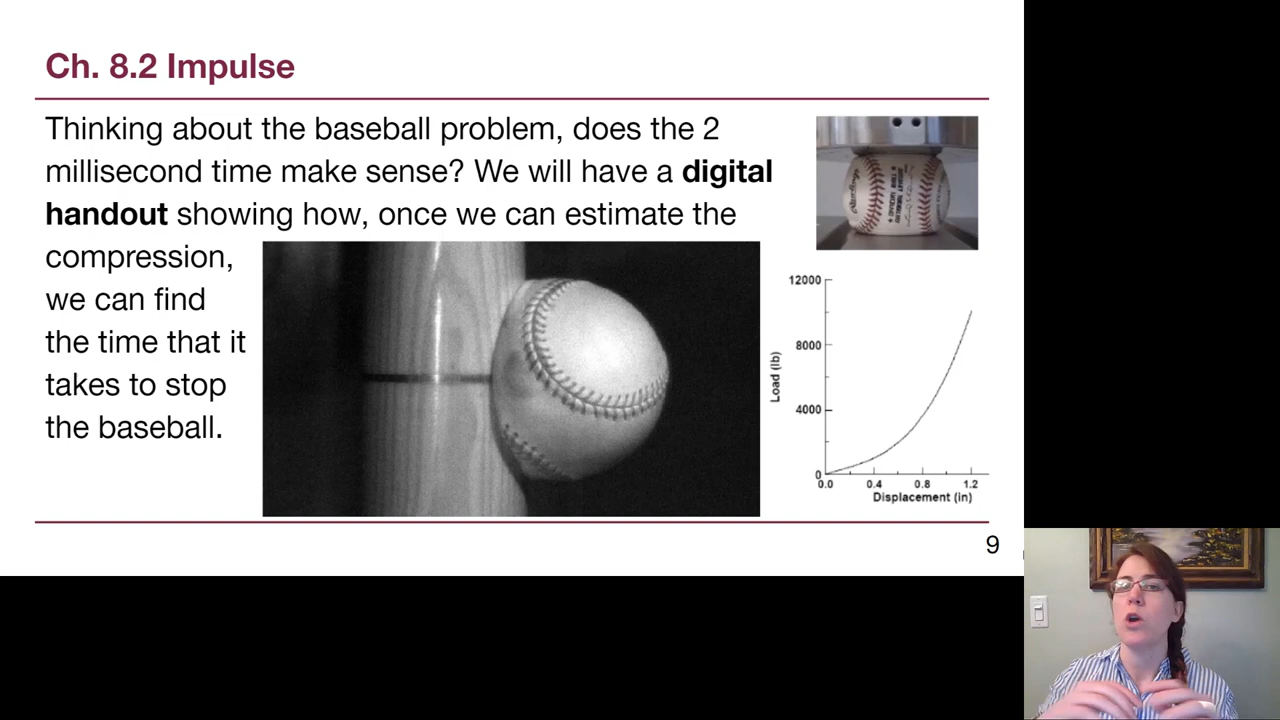 Ch. 8.2 Impulse
Thinking about the baseball problem, does the 2
millisecond time make sense? We will have a digital
handout showing how, once we can estimate the
compression,
we can find
the time that it
takes to stop
the baseball.
12000
8000
4000
0
Load (lb)
0.0 0.4 0.8 1.2
Displacement (in)
9